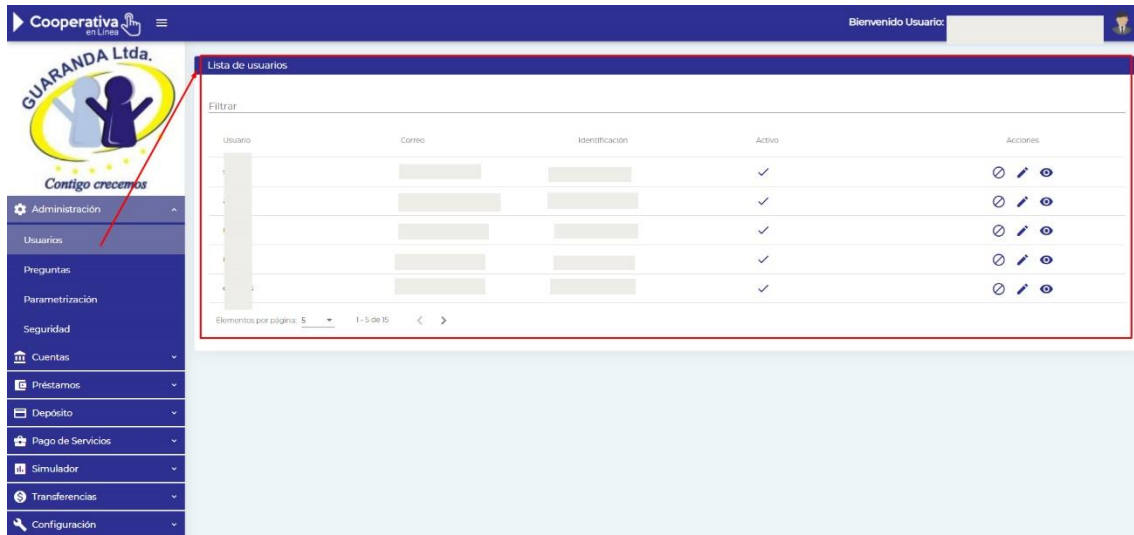 Cooperativa
en Línea
Bienvenido Usuario:
GUARANDA Ltda.
Contigo crecemos
Administración
Usuarios
Preguntas
Parametrización
Seguridad
Cuentas
Préstamos
Depósito
Pago de Servicios
Simulador
Transferencias
Configuración
Lista de usuarios
Filtrar
Usuario Correo Identificación Activo Acciones
Elementos por página: 5 1 - 5 de 15